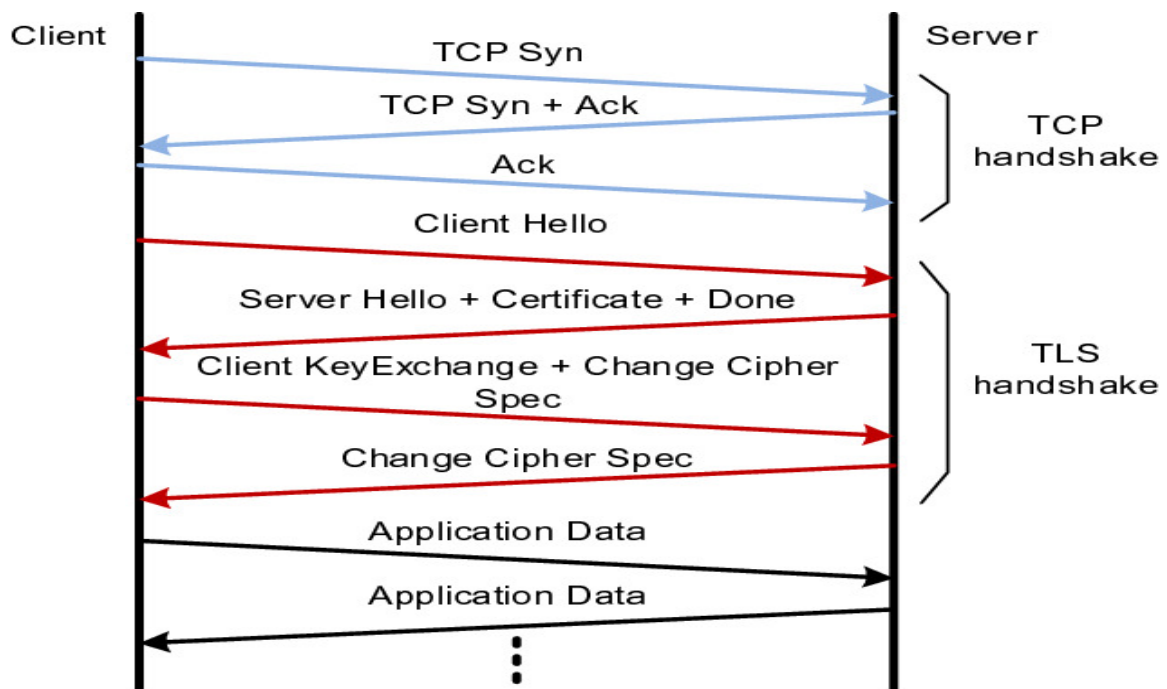 Client
Server
TCP Syn
TCP Syn + Ack
TCP
handshake
Ack
Client Hello
Server Hello + Certificate + Done
TLS
handshake
Client KeyExchange + Change Cipher
Spec
Change Cipher Spec
Application Data
Application Data